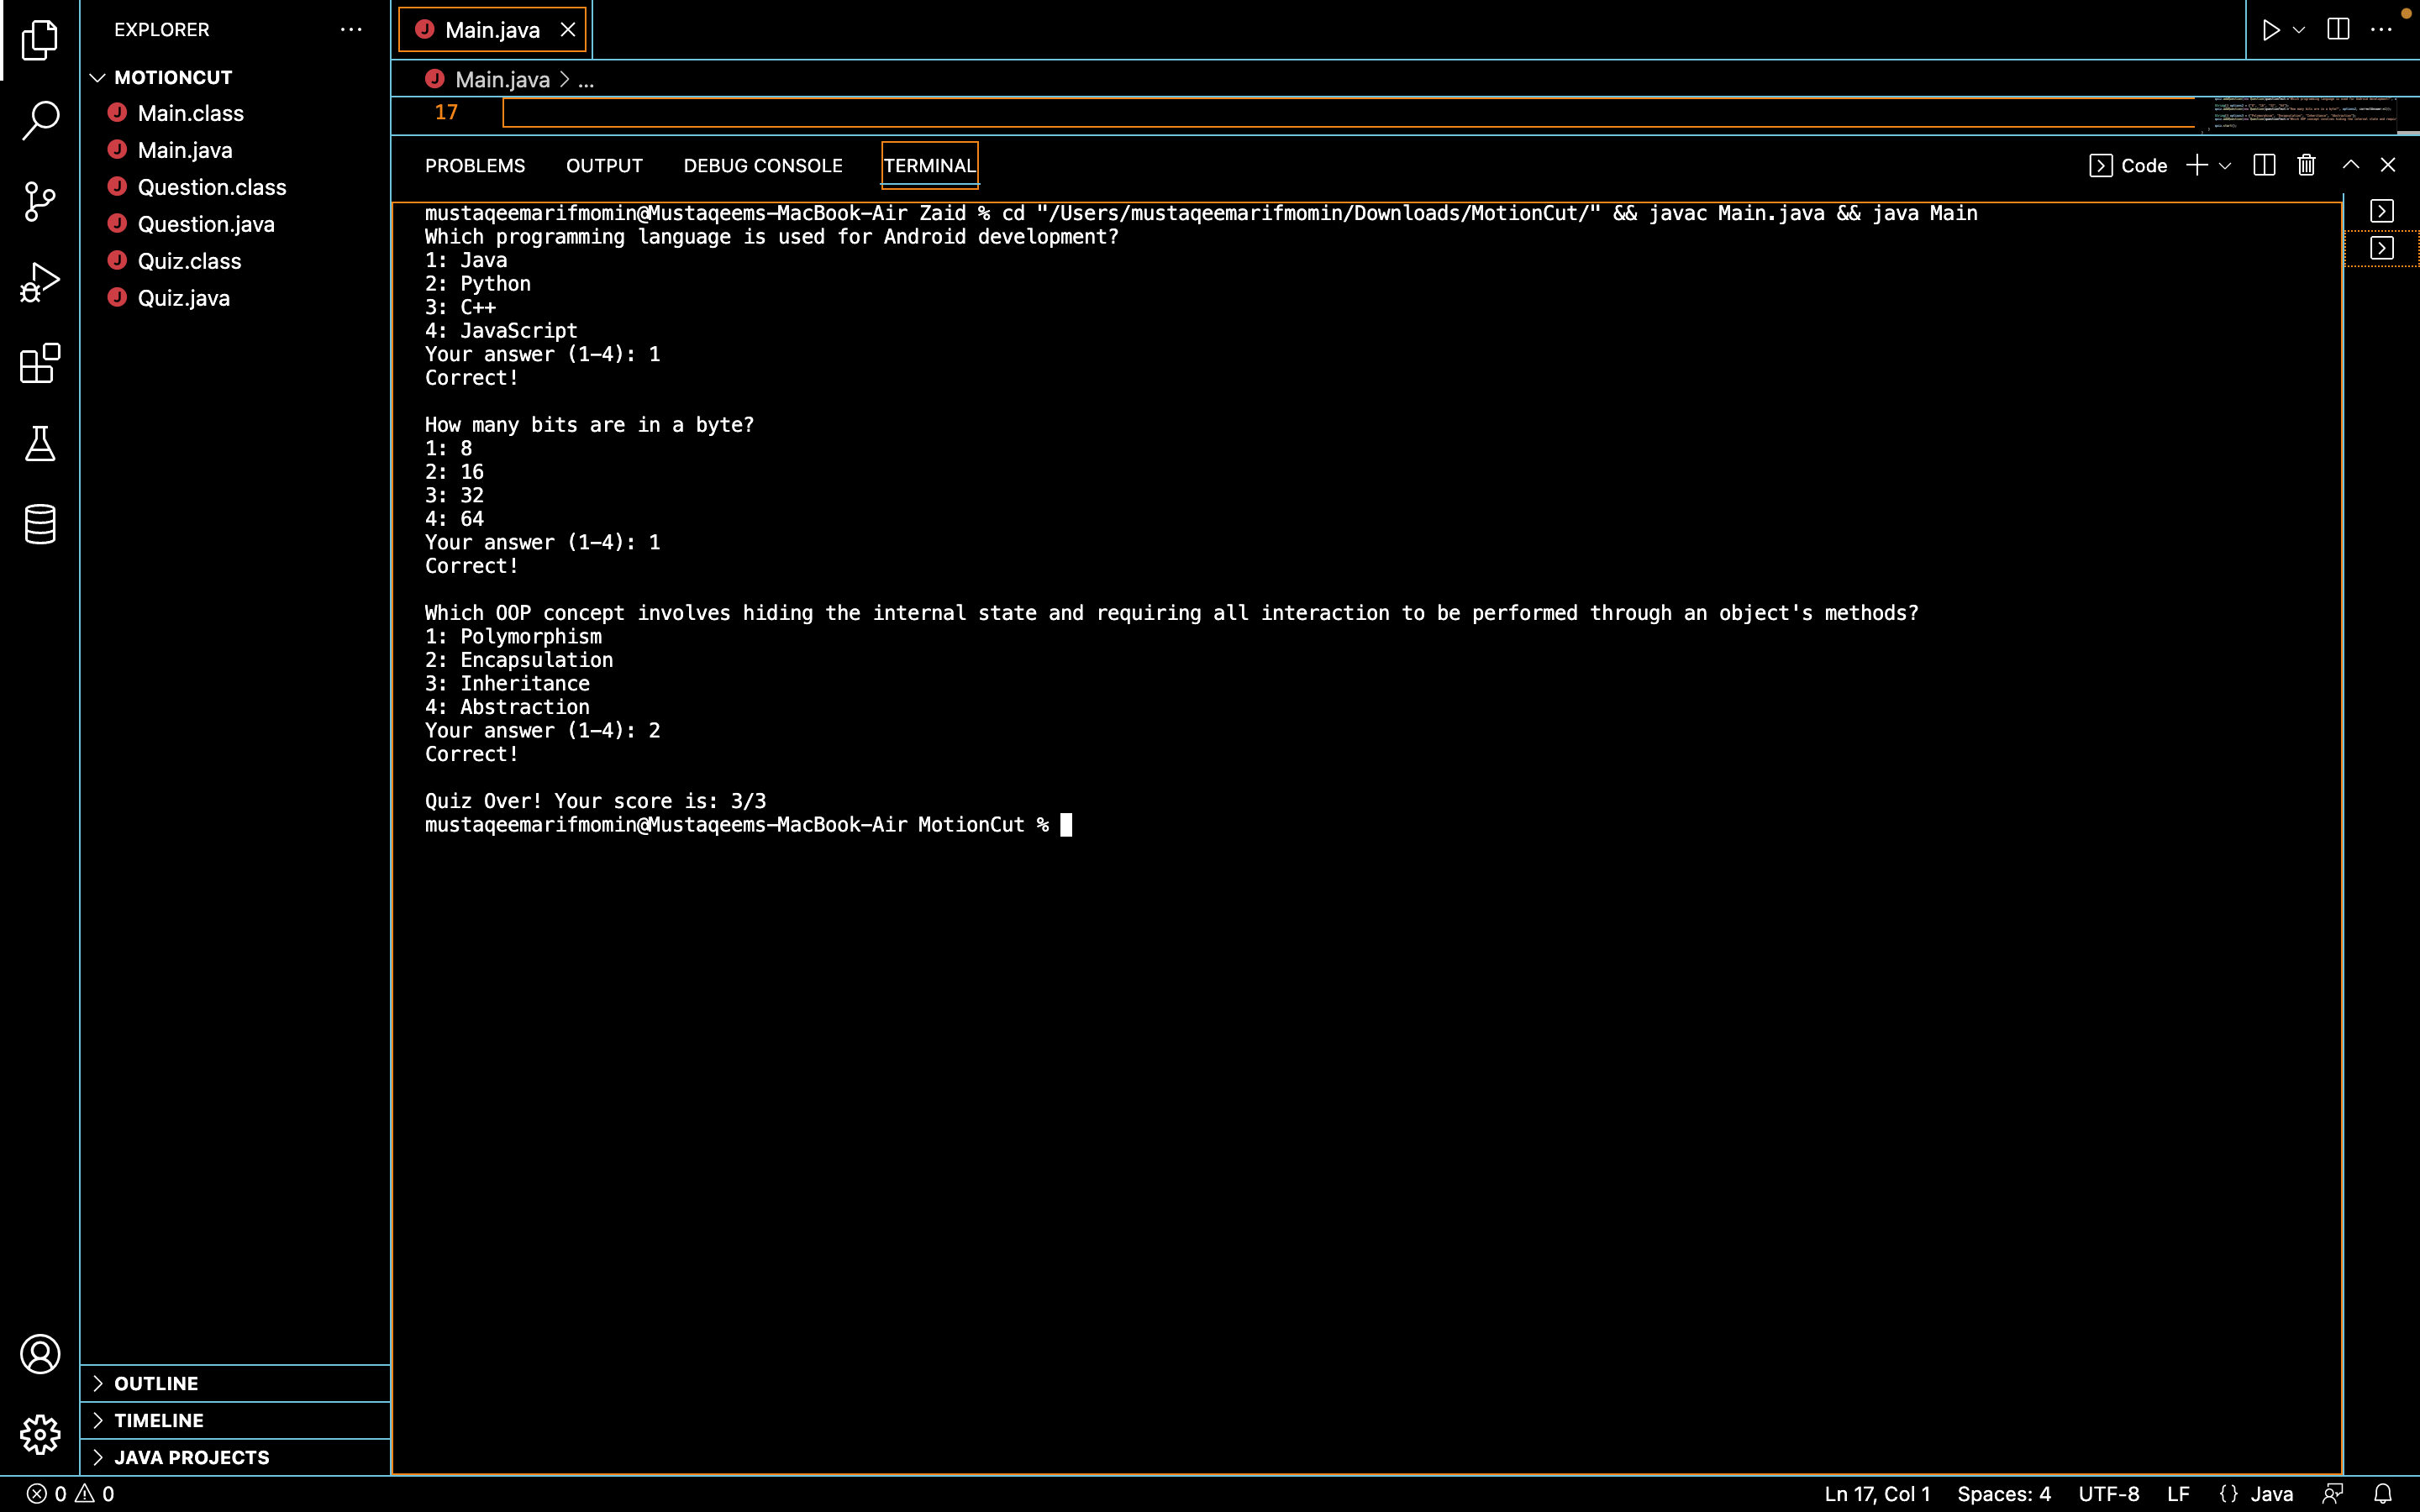 EXPLORER
MOTIONCUT
Main.class
Main.java
Question.class
Question.java
Quiz.class
Quiz.java
OUTLINE
TIMELINE
JAVA PROJECTS
Main.java
Main.java > ...
17
PROBLEMS OUTPUT DEBUG CONSOLE TERMINAL
Code
mustaqeemarifmomin@Mustaqeems-MacBook-Air Zaid % cd "/Users/mustaqeemarifmomin/Downloads/MotionCut/" && javac Main.java && java Main
Which programming language is used for Android development?
1: Java
2: Python
3: C++
4: JavaScript
Your answer (1-4): 1
Correct!
How many bits are in a byte?
1: 8
2: 16
3: 32
4: 64
Your answer (1-4): 1
Correct!
Which OOP concept involves hiding the internal state and requiring all interaction to be performed through an object's methods?
1: Polymorphism
2: Encapsulation
3: Inheritance
4: Abstraction
Your answer (1-4): 2
Correct!
Quiz Over! Your score is: 3/3
mustaqeemarifmomin@Mustaqeems-MacBook-Air MotionCut %
0 0
Ln 17, Col 1 Spaces: 4 UTF-8 LF {} Java